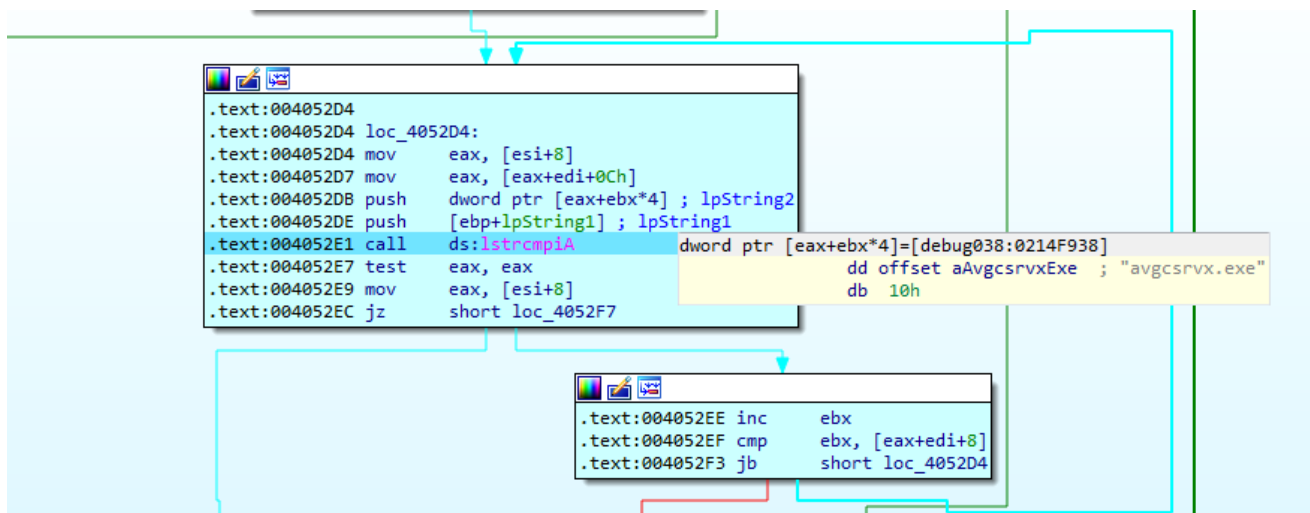 .text:004052D4
.text:004052D4 loc_4052D4:
.text:004052D4 mov eax, [esi+8]
.text:004052D7 mov eax, [eax+edi+0Ch]
.text:004052DB push dword ptr [eax+ebx*4] ; lpString2
.text:004052DE push [ebp+lpString1] ; lpString1
.text:004052E1 call ds:lstrcmpiA
.text:004052E7 test eax, eax
.text:004052E9 mov eax, [esi+8]
.text:004052EC jz short loc_4052F7
dword ptr [eax+ebx*4]=[debug038:0214F938]
dd offset aAvgcsrvxExe ; "avgcsrvx.exe"
db 10h
.text:004052EE inc ebx
.text:004052EF cmp ebx, [eax+edi+8]
.text:004052F3 jb short loc_4052D4